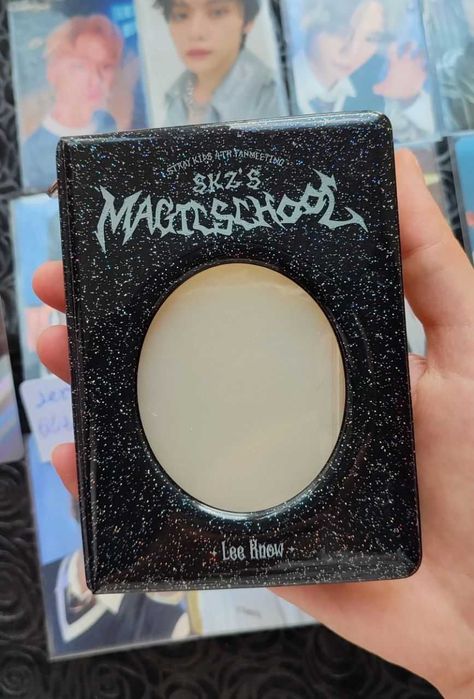 STRAY KIDS 4TH FANMEETING
SKZ'S
MAGIC SCHOOL
Lee Know